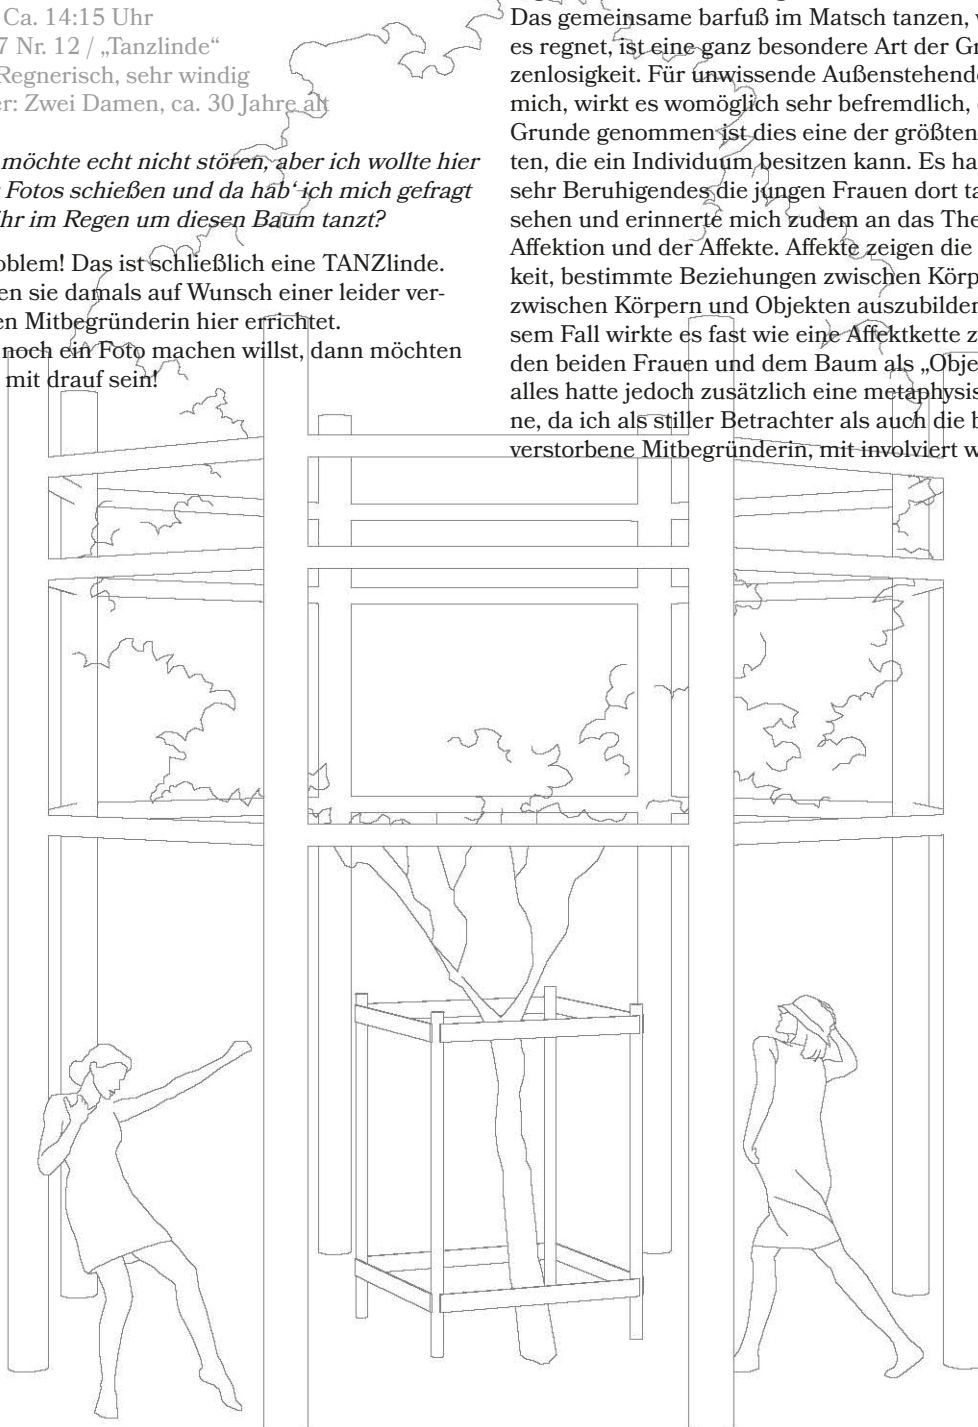 Ca. 14:15 Uhr
7 Nr. 12 / „Tanzlinde“
Regnerisch, sehr windig
er: Zwei Damen, ca. 30 Jahre alt
möchte echt nicht stören, aber ich wollte hier
Fotos schießen und da hab‘ ich mich gefragt
hr im Regen um diesen Baum tanzt?
oblem! Das ist schließlich eine TANZlinde.
en sie damals auf Wunsch einer leider ver-
en Mitbegründerin hier errichtet.
noch ein Foto machen willst, dann möchten
mit drauf sein!
Das gemeinsame barfuß im Matsch tanzen,
es regnet, ist eine ganz besondere Art der Gr
zenlosigkeit. Für unwissende Außenstehende
mich, wirkt es womöglich sehr befremdlich,
Grunde genommen ist dies eine der größten
ten, die ein Individuum besitzen kann. Es ha
sehr Beruhigendes die jungen Frauen dort ta
sehen und erinnerte mich zudem an das The
Affektion und der Affekte. Affekte zeigen die
keit, bestimmte Beziehungen zwischen Körp
zwischen Körpern und Objekten auszubilden
sem Fall wirkte es fast wie eine Affektkette z
den beiden Frauen und dem Baum als „Obje
alles hatte jedoch zusätzlich eine metaphysis
ne, da ich als stiller Betrachter als auch die b
verstorbene Mitbegründerin, mit involviert w